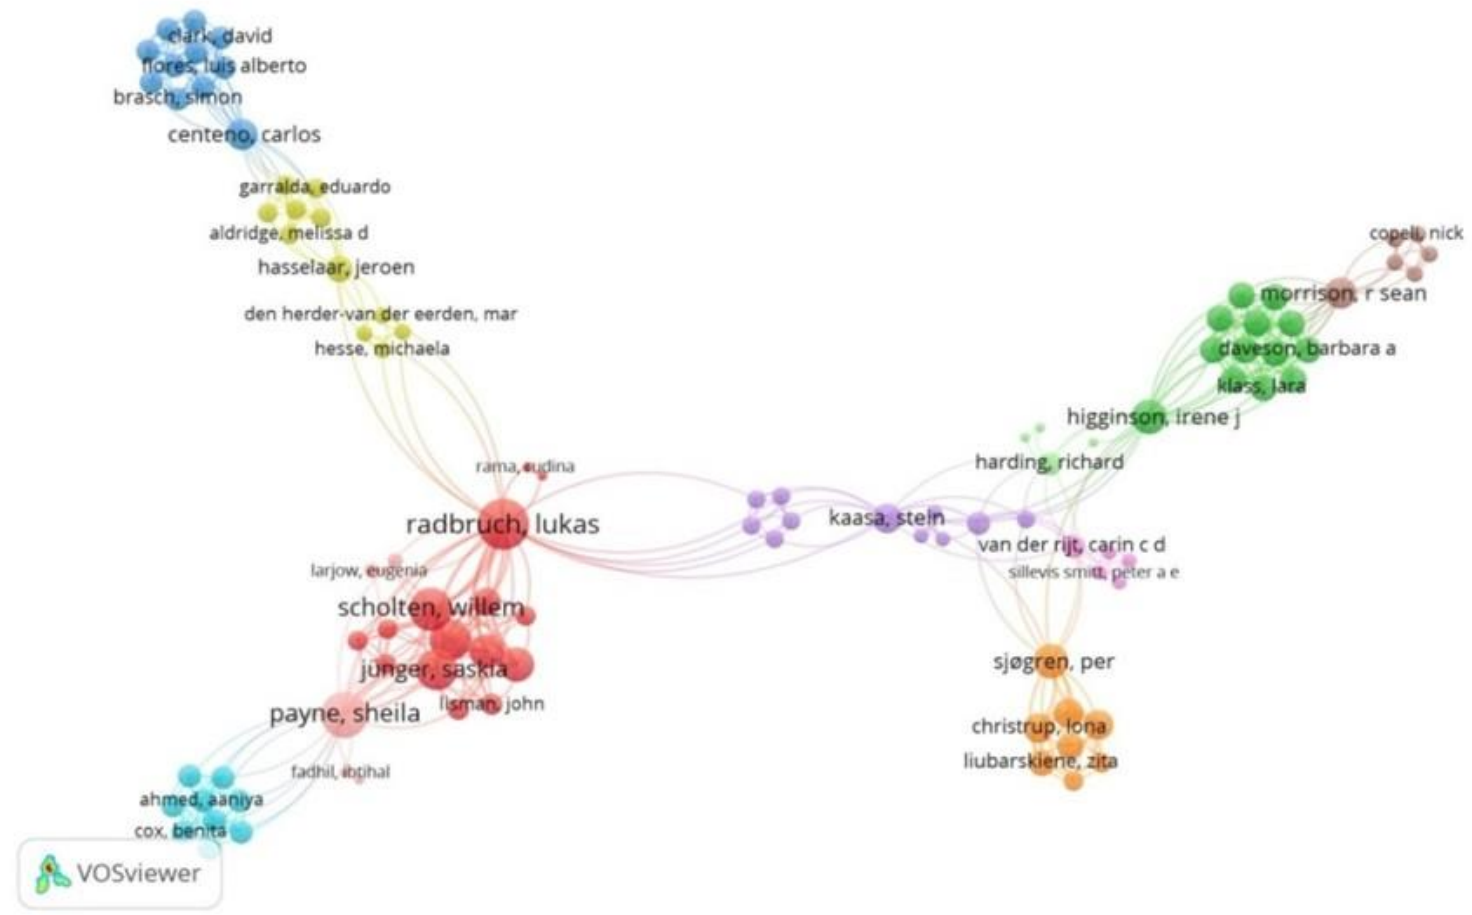 clark, david
flores, luis alberto
brasch, simon
centeno, carlos
garralda, eduardo
aldridge, melissa d
hasselaar, jeroen
den herder-van der eerden, mar
hesse, michaela
copell, nick
morrison, r sean
daveson, barbara a
klass, lara
higginson, irene j
harding, richard
rama, rudina
radbruch, lukas
kaasa, stein
van der rijt, carin c d
sillevis smitt, peter a e
larjow, eugenia
scholten, willem
jünger, saskia
lisman, john
payne, sheila
sjøgren, per
christrup, lona
liubarskiene, zita
fadhil, ibtihal
ahmed, aaniya
cox, benita
VOSviewer